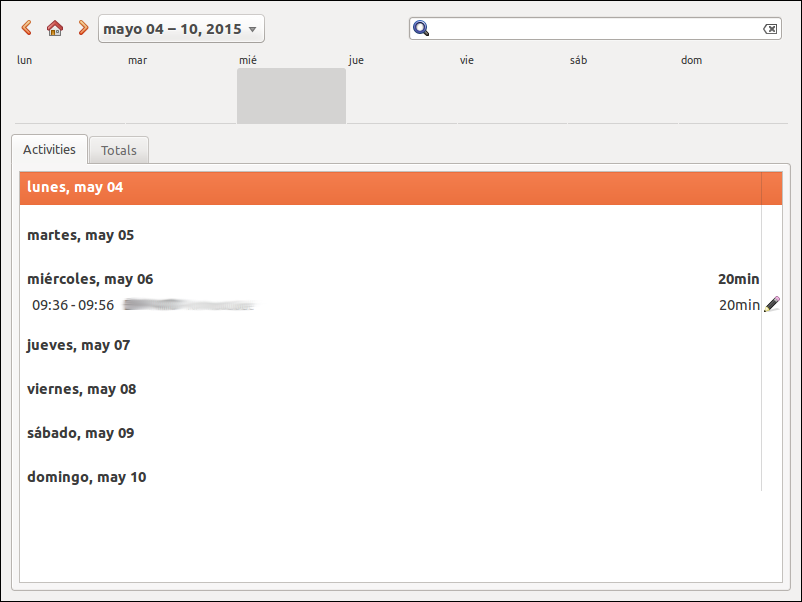 mayo 04 – 10, 2015
lun mar mié jue vie sáb dom
Activities Totals
lunes, may 04
martes, may 05
miércoles, may 06 20min
09:36 - 09:56 20min
jueves, may 07
viernes, may 08
sábado, may 09
domingo, may 10